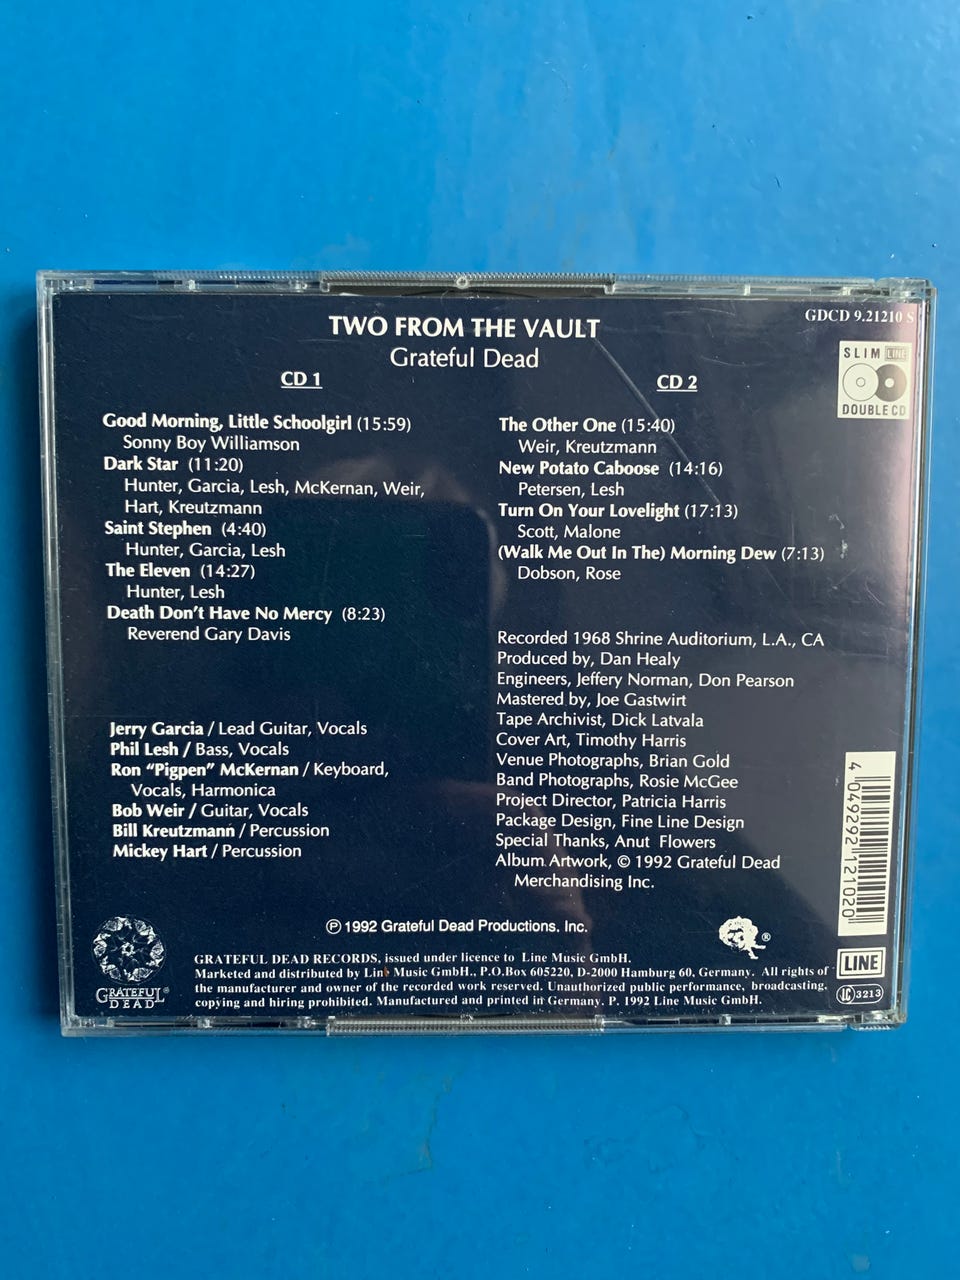 TWO FROM THE VAULT
Grateful Dead
GDCD 9.21210 S
SLIM LINE
DOUBLE CD
CD 1
Good Morning, Little Schoolgirl (15:59)
Sonny Boy Williamson
Dark Star (11:20)
Hunter, Garcia, Lesh, McKernan, Weir,
Hart, Kreutzmann
Saint Stephen (4:40)
Hunter, Garcia, Lesh
The Eleven (14:27)
Hunter, Lesh
Death Don't Have No Mercy (8:23)
Reverend Gary Davis
CD 2
The Other One (15:40)
Weir, Kreutzmann
New Potato Caboose (14:16)
Petersen, Lesh
Turn On Your Lovelight (17:13)
Scott, Malone
(Walk Me Out In The) Morning Dew (7:13)
Dobson, Rose
Jerry Garcia / Lead Guitar, Vocals
Phil Lesh / Bass, Vocals
Ron “Pigpen” McKernan / Keyboard,
Vocals, Harmonica
Bob Weir / Guitar, Vocals
Bill Kreutzmann / Percussion
Mickey Hart / Percussion
Recorded 1968 Shrine Auditorium, L.A., CA
Produced by, Dan Healy
Engineers, Jeffery Norman, Don Pearson
Mastered by, Joe Gastwirt
Tape Archivist, Dick Latvala
Cover Art, Timothy Harris
Venue Photographs, Brian Gold
Band Photographs, Rosie McGee
Project Director, Patricia Harris
Package Design, Fine Line Design
Special Thanks, Anut Flowers
Album Artwork, © 1992 Grateful Dead
Merchandising Inc.
4 049292 121020
℗ 1992 Grateful Dead Productions, Inc.
®
GRATEFUL®
DEAD
GRATEFUL DEAD RECORDS, issued under licence to Line Music GmbH.
Marketed and distributed by Line Music GmbH., P.O.Box 605220, D-2000 Hamburg 60, Germany. All rights of
the manufacturer and owner of the recorded work reserved. Unauthorized public performance, broadcasting,
copying and hiring prohibited. Manufactured and printed in Germany. P. 1992 Line Music GmbH.
LINE
LC 3213